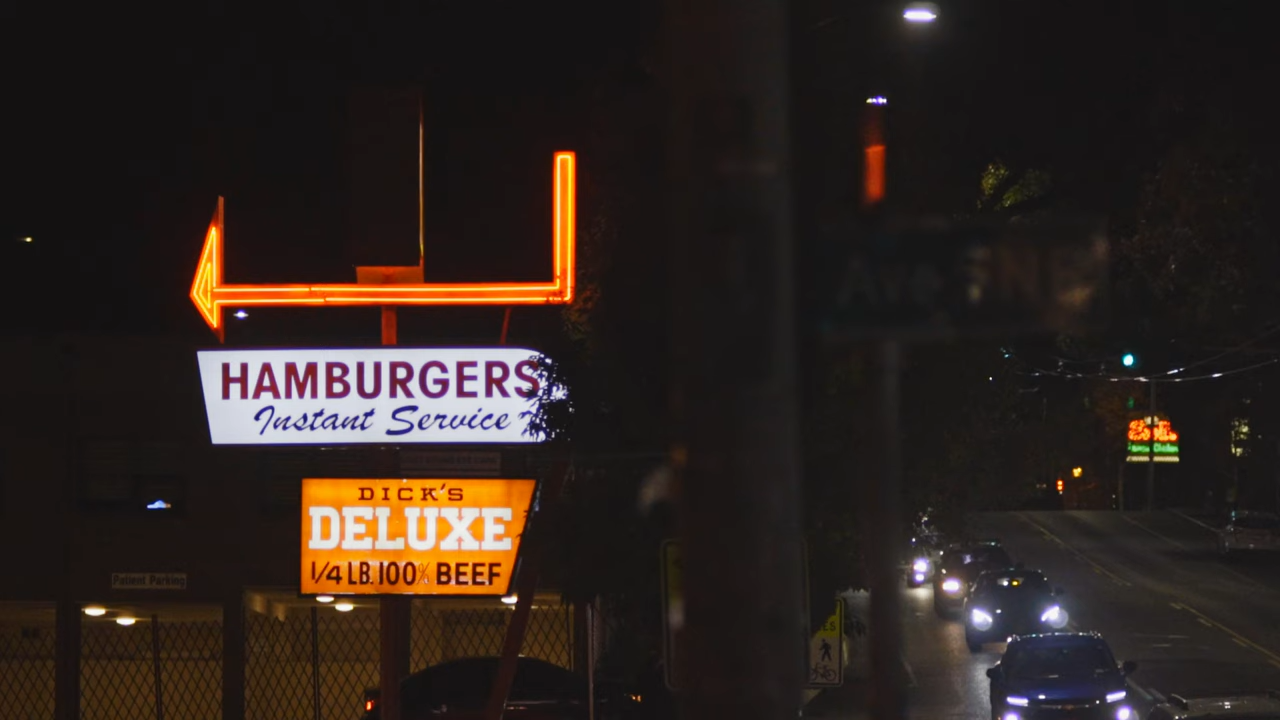 HAMBURGERS
Instant Service
DICK'S
DELUXE
1/4 LB. 100% BEEF
Patient Parking